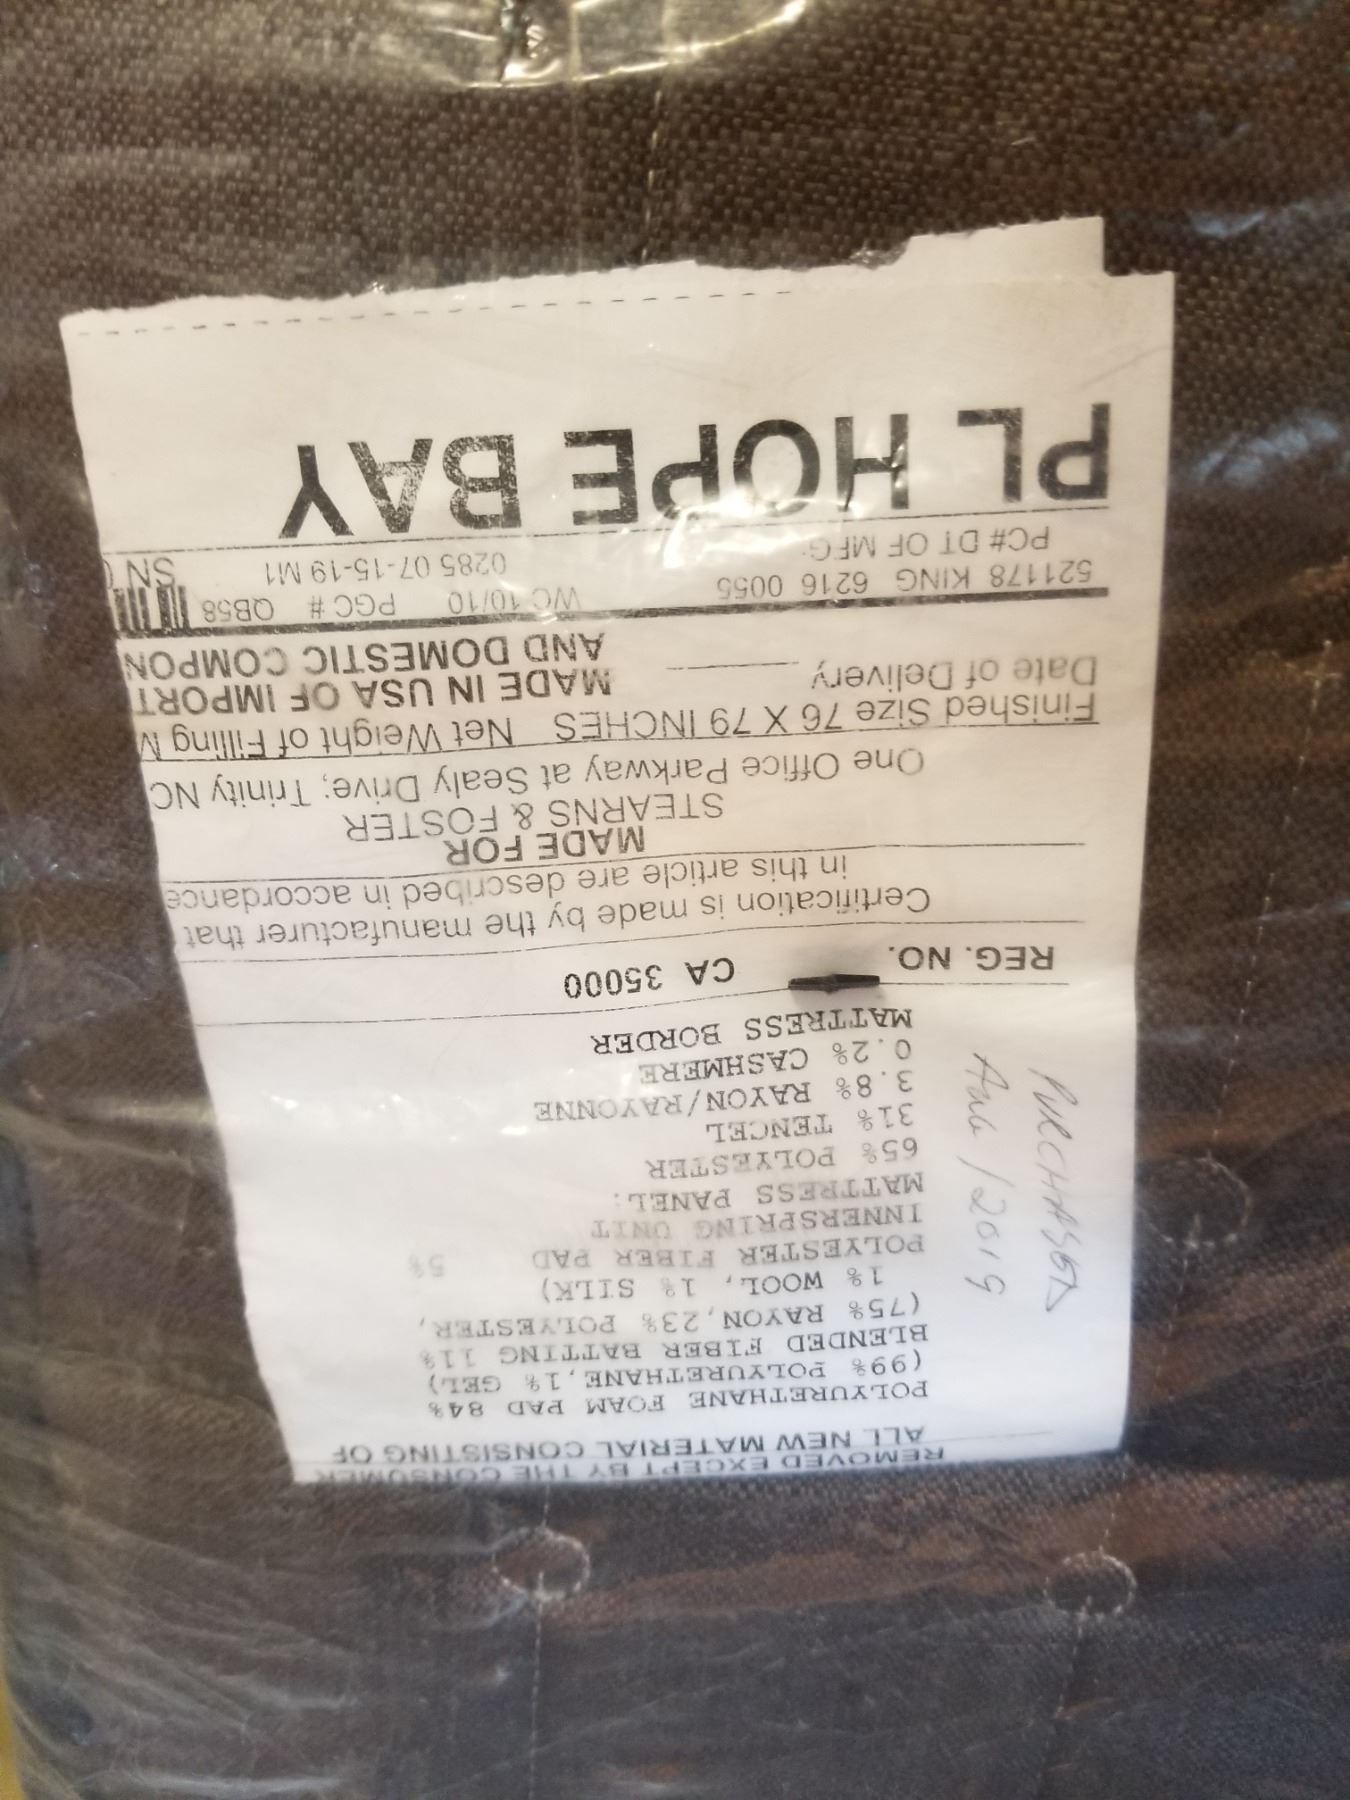 REMOVED EXCEPT BY THE CONSUMER
ALL NEW MATERIAL CONSISTING OF
POLYURETHANE FOAM PAD 84%
(99% POLYURETHANE, 1% GEL)
BLENDED FIBER BATTING 11%
(75% RAYON, 23% POLYESTER,
1% WOOL, 1% SILK)
POLYESTER FIBER PAD 5%
INNERSPRING UNIT
MATTRESS PANEL:
65% POLYESTER
31% TENCEL
3.8% RAYON/RAYONNE
0.2% CASHMERE
MATTRESS BORDER
PURCHASED
AUG/2019
REG. NO. CA 35000
Certification is made by the manufacturer that
in this article are described in accordance
MADE FOR
STEARNS & FOSTER
One Office Parkway at Sealy Drive; Trinity NC
Finished Size 76 X 79 INCHES Net Weight of Filling M
Date of Delivery MADE IN USA OF IMPORT
AND DOMESTIC COMPON
521178 KING 6216 0055 WC 10/10 PGC # QB58
PC# DT OF MFG: 0285 07-15-19 M1 SN
PL HOPE BAY